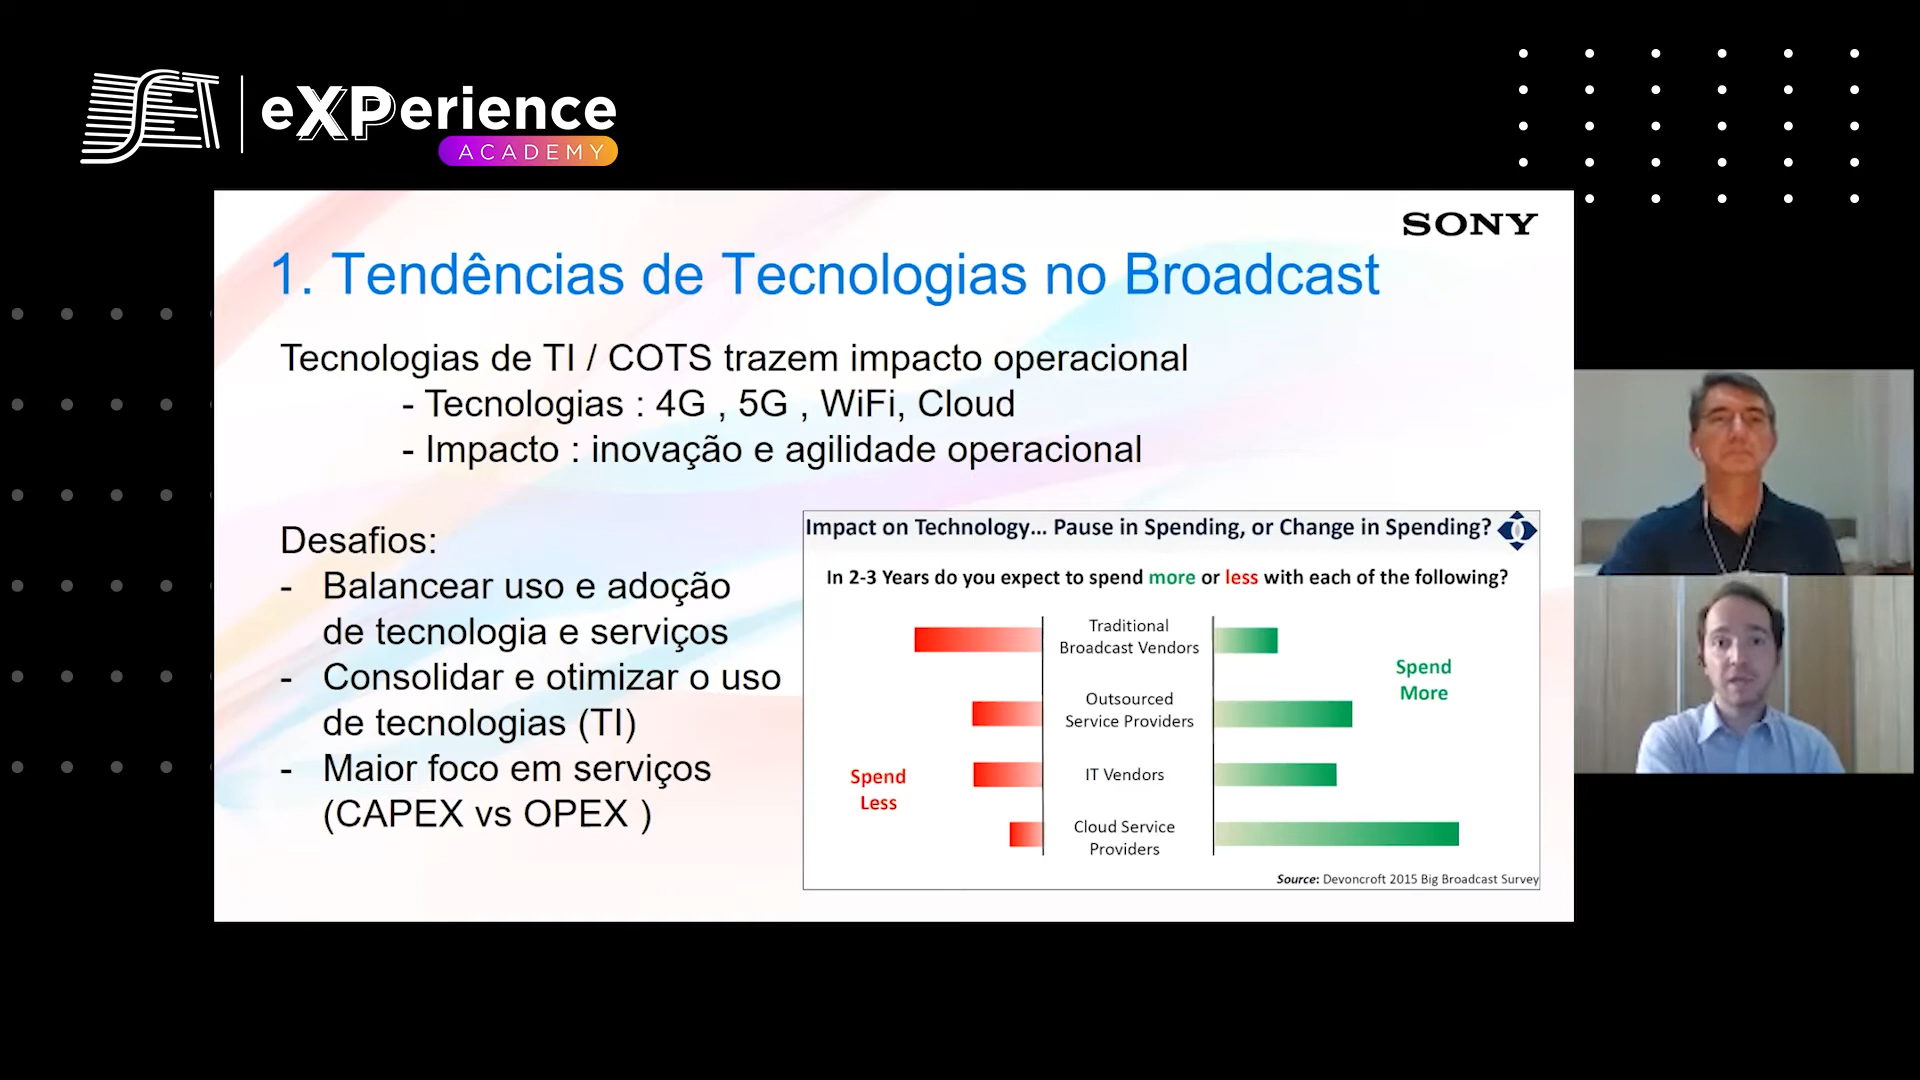 SET
eXPerience
ACADEMY
SONY
1. Tendências de Tecnologias no Broadcast
Tecnologias de TI / COTS trazem impacto operacional
- Tecnologias : 4G , 5G , WiFi, Cloud
- Impacto : inovação e agilidade operacional
Desafios:
- Balancear uso e adoção
de tecnologia e serviços
- Consolidar e otimizar o uso
de tecnologias (TI)
- Maior foco em serviços
(CAPEX vs OPEX )
Impact on Technology... Pause in Spending, or Change in Spending?
In 2-3 Years do you expect to spend more or less with each of the following?
Traditional
Broadcast Vendors
Spend
More
Outsourced
Service Providers
IT Vendors
Spend
Less
Cloud Service
Providers
Source: Devoncroft 2015 Big Broadcast Survey